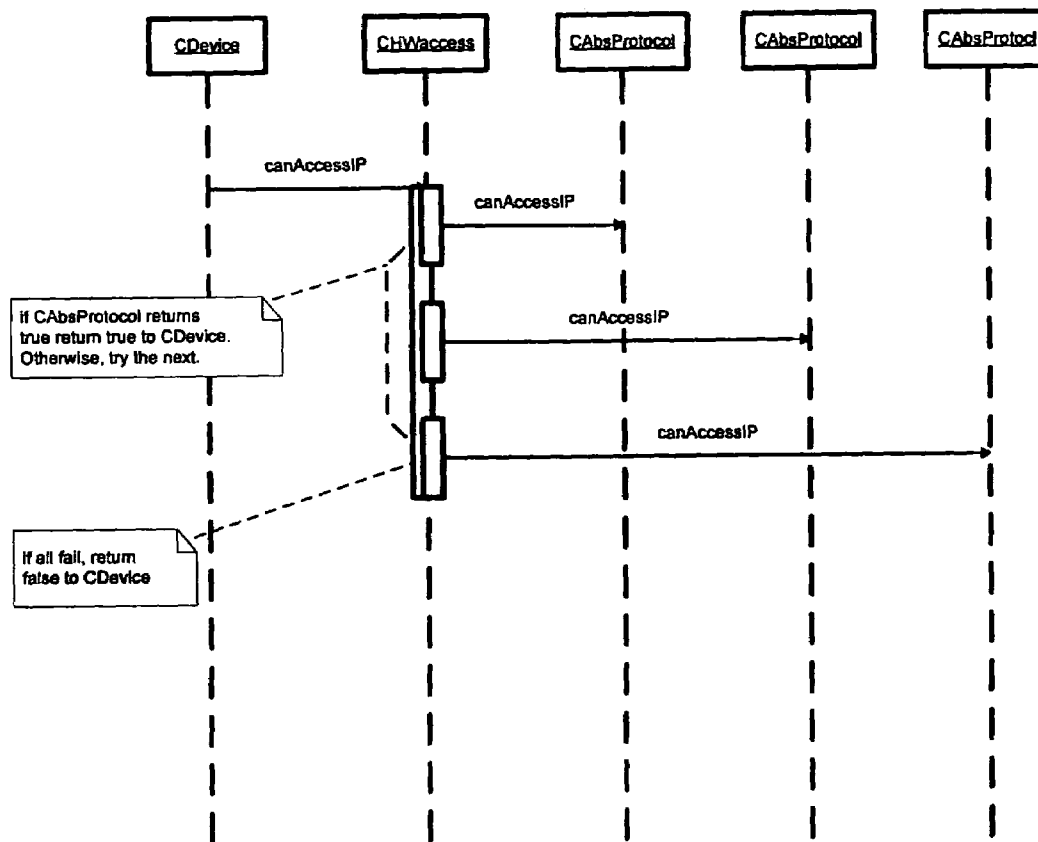 CDevice
CHWaccess
CAbsProtocol
CAbsProtocol
CAbsProtocl
canAccessIP
canAccessIP
if CAbsProtocol returns
true return true to CDevice.
Otherwise, try the next.
canAccessIP
canAccessIP
If all fail, return
false to CDevice